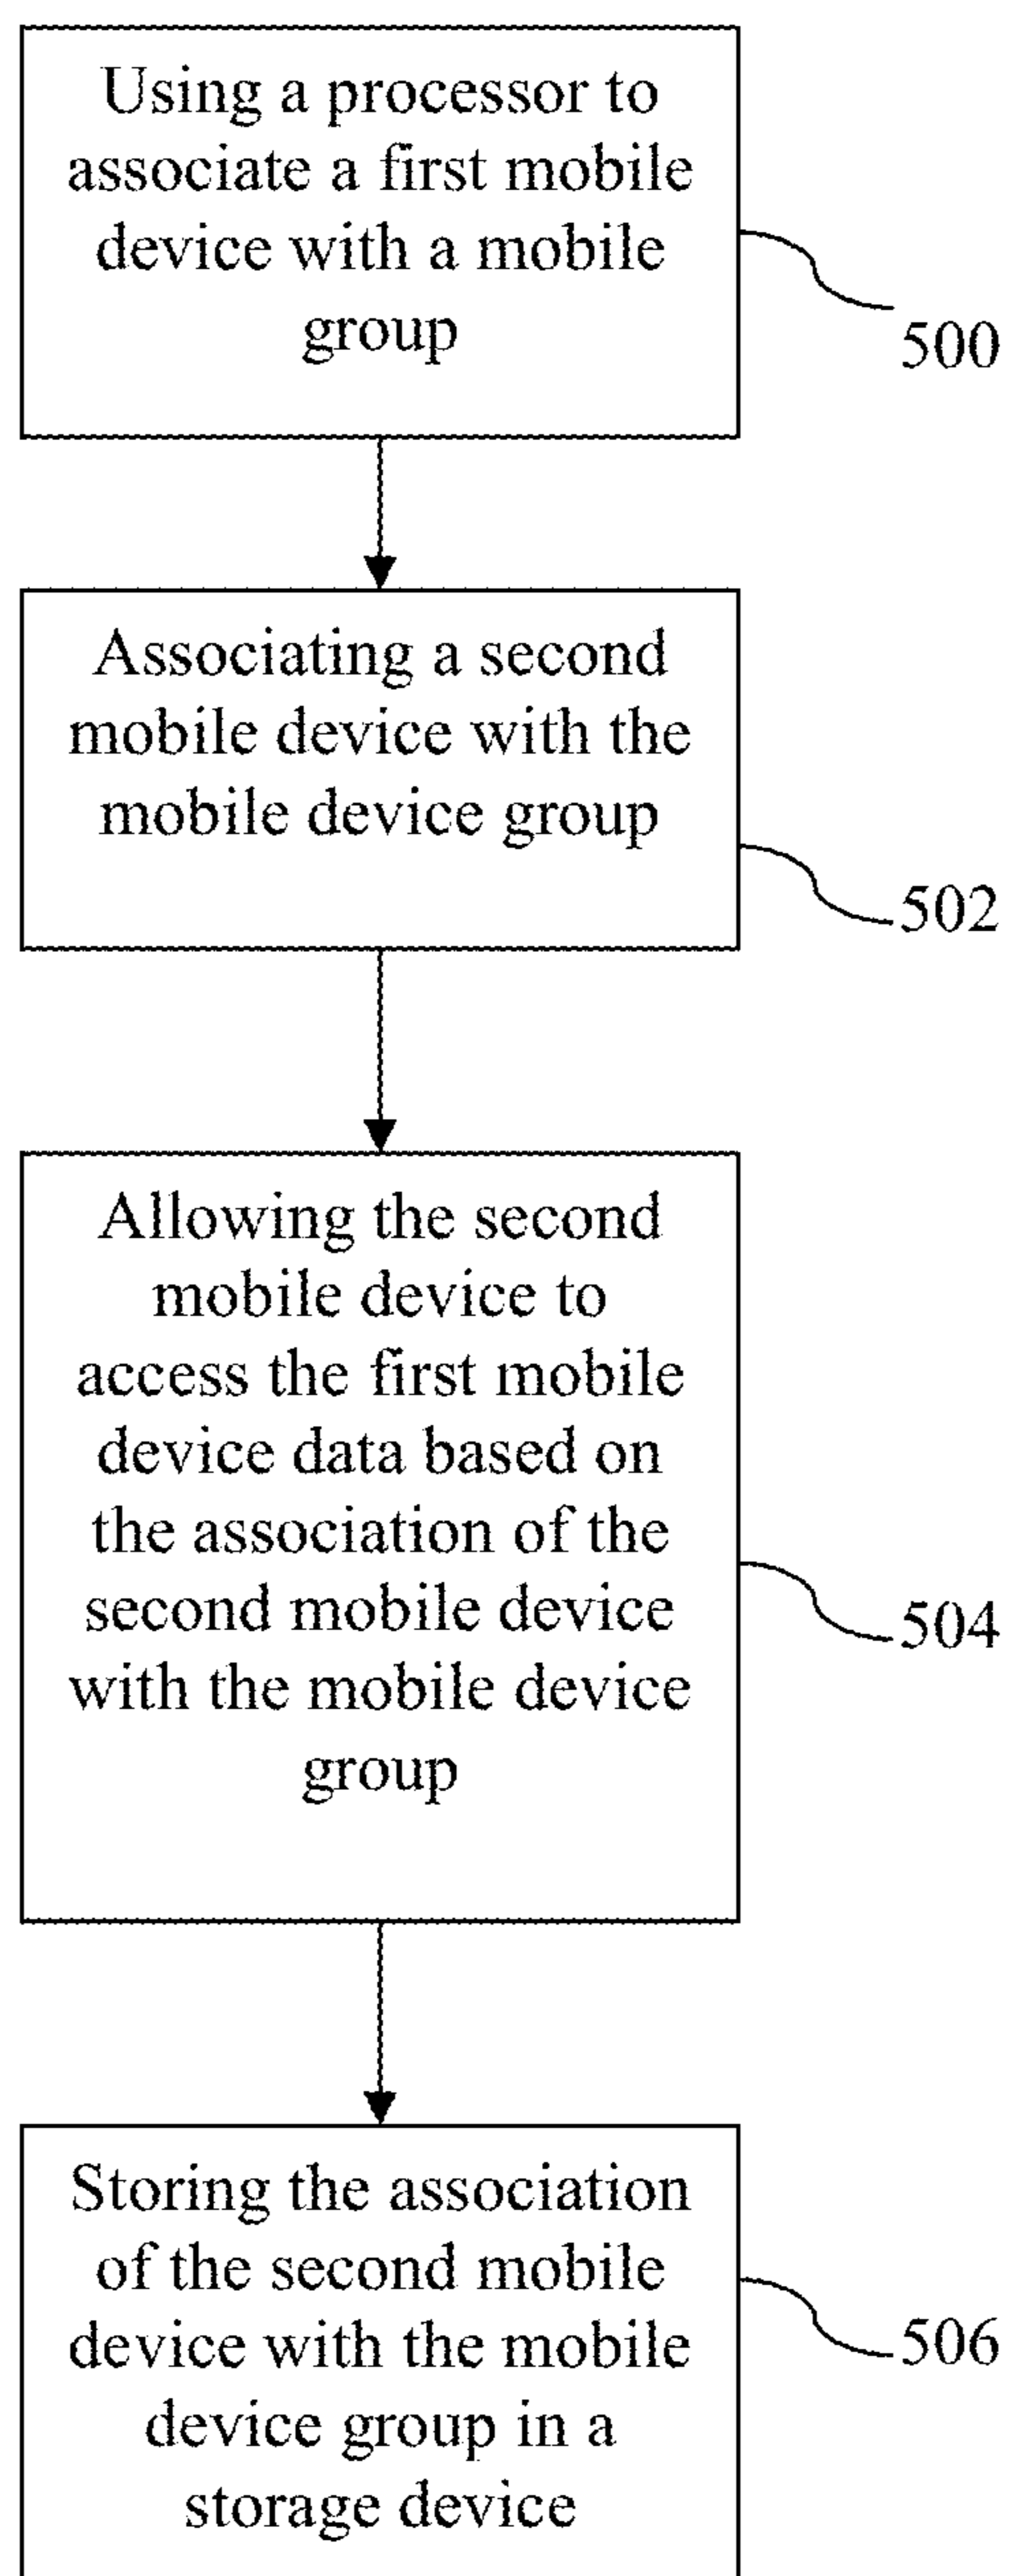 Using a processor to
associate a first mobile
device with a mobile
group
500
Associating a second
mobile device with the
mobile device group
502
Allowing the second
mobile device to
access the first mobile
device data based on
the association of the
second mobile device
with the mobile device
group
504
Storing the association
of the second mobile
device with the mobile
device group in a
storage device
506